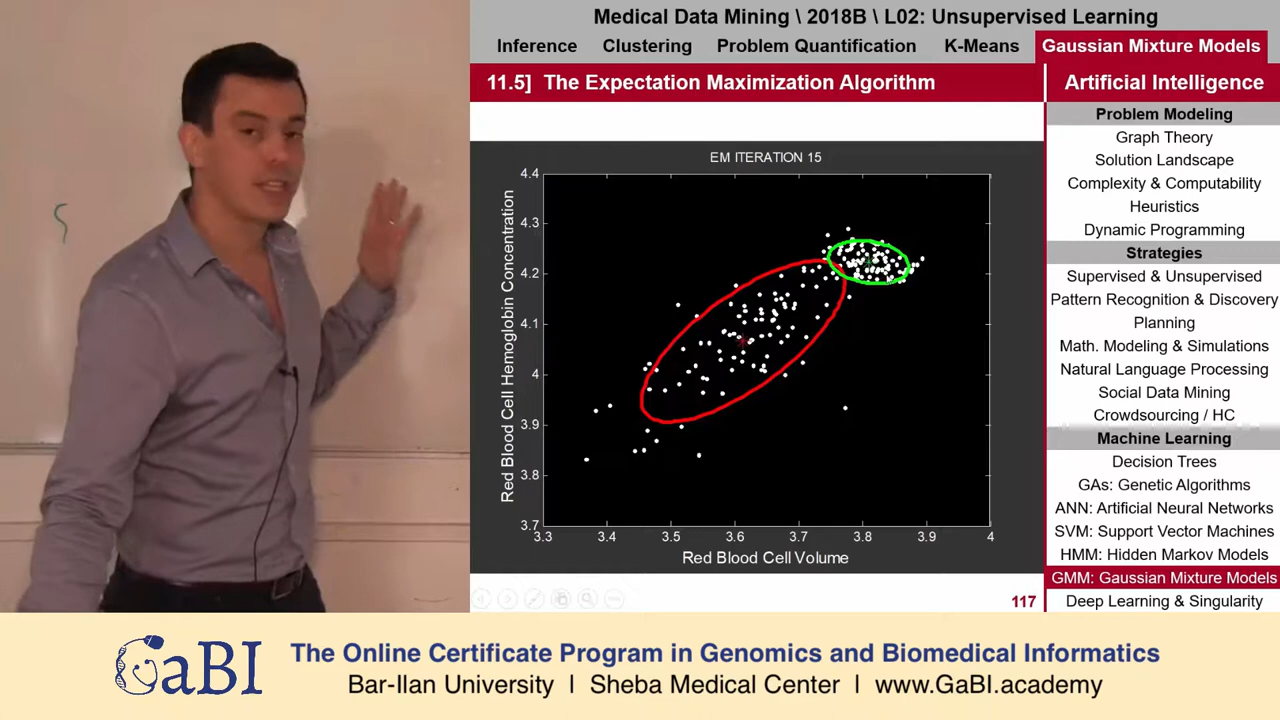 Medical Data Mining \ 2018B \ L02: Unsupervised Learning
Inference Clustering Problem Quantification K-Means Gaussian Mixture Models
11.5] The Expectation Maximization Algorithm
Artificial Intelligence
EM ITERATION 15
Red Blood Cell Hemoglobin Concentration
4.4
4.3
4.2
4.1
4
3.9
3.8
3.7
3.3 3.4 3.5 3.6 3.7 3.8 3.9 4
Red Blood Cell Volume
117
Problem Modeling
Graph Theory
Solution Landscape
Complexity & Computability
Heuristics
Dynamic Programming
Strategies
Supervised & Unsupervised
Pattern Recognition & Discovery
Planning
Math. Modeling & Simulations
Natural Language Processing
Social Data Mining
Crowdsourcing / HC
Machine Learning
Decision Trees
GAs: Genetic Algorithms
ANN: Artificial Neural Networks
SVM: Support Vector Machines
HMM: Hidden Markov Models
GMM: Gaussian Mixture Models
Deep Learning & Singularity
GaBI
The Online Certificate Program in Genomics and Biomedical Informatics
Bar-Ilan University | Sheba Medical Center | www.GaBI.academy